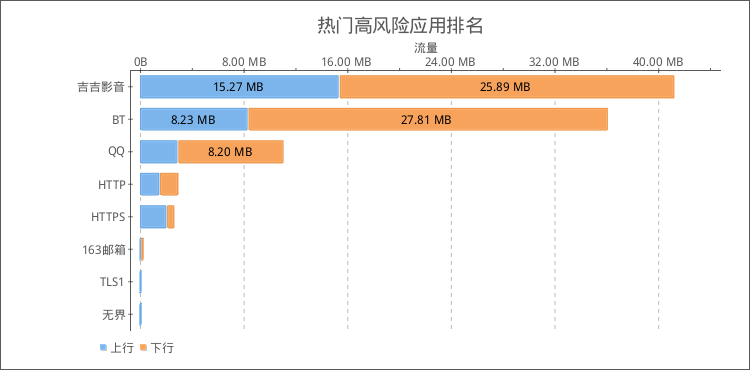 热门高风险应用排名
流量
0B 8.00 MB 16.00 MB 24.00 MB 32.00 MB 40.00 MB
吉吉影音 15.27 MB 25.89 MB
BT 8.23 MB 27.81 MB
QQ 8.20 MB
HTTP
HTTPS
163邮箱
TLS1
无界
上行 下行